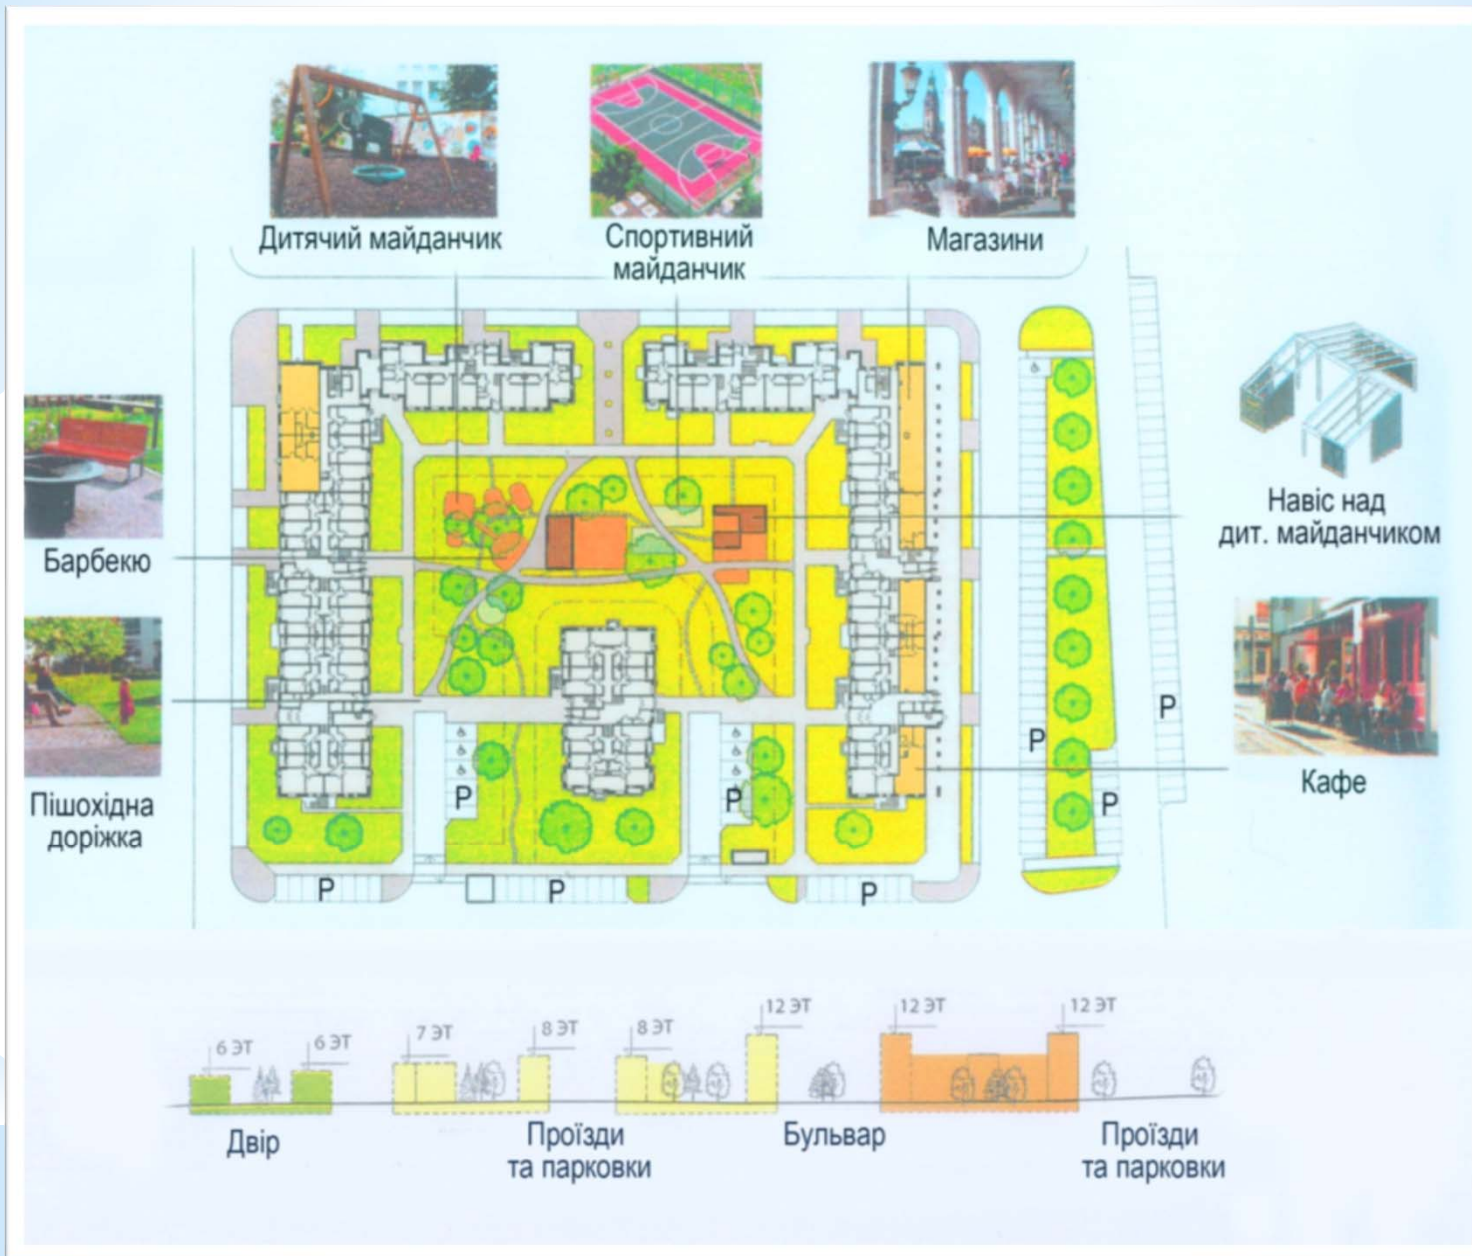 Дитячий майданчик
Спортивний
майданчик
Магазини
Барбекю
Пішохідна
доріжка
Навіс над
дит. майданчиком
Кафе
P
P
P
P
P
P
P
P
6 ЭТ
6 ЭТ
7 ЭТ
8 ЭТ
8 ЭТ
12 ЭТ
12 ЭТ
12 ЭТ
Двір
Проїзди
та парковки
Бульвар
Проїзди
та парковки